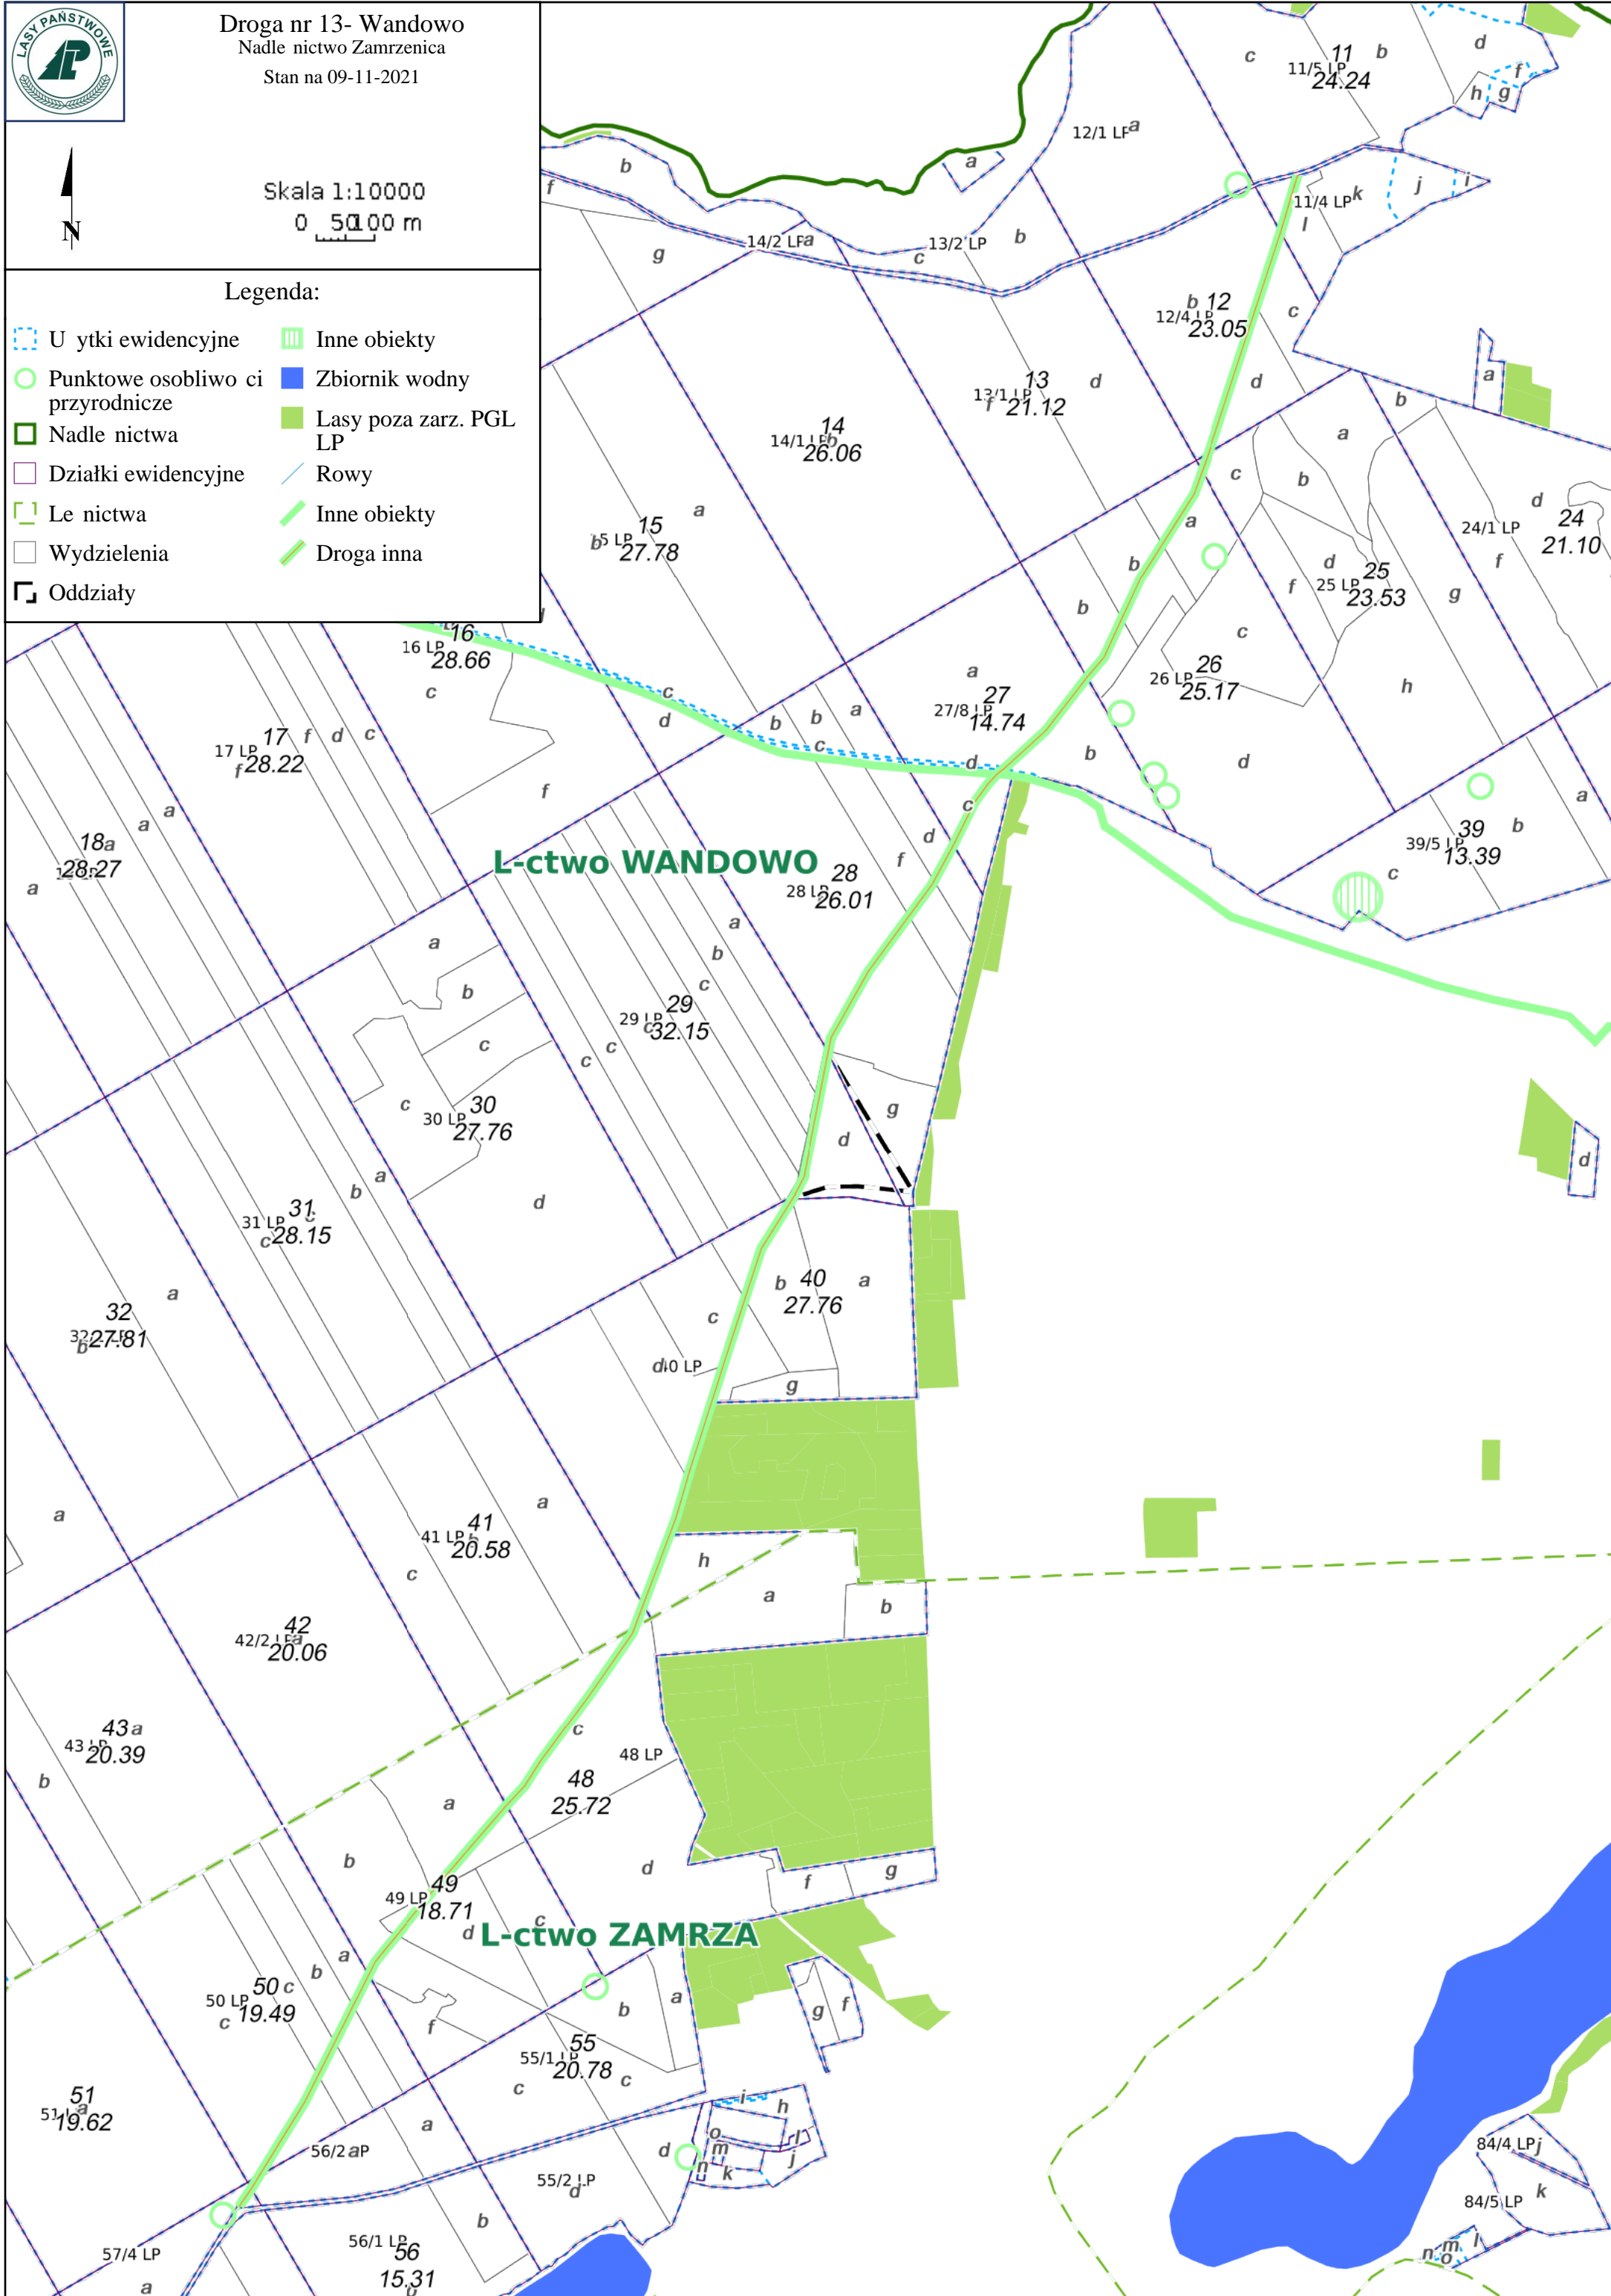 LASY PAŃSTWOWE
Droga nr 13- Wandowo
Nadle nictwo Zamrzenica
Stan na 09-11-2021
N
Skala 1:10000
0 50 100 m
Legenda:
U ytki ewidencyjne
Punktowe osobliwo ci
przyrodnicze
Nadle nictwa
Działki ewidencyjne
Le nictwa
Wydzielenia
Oddziały
Inne obiekty
Zbiornik wodny
Lasy poza zarz. PGL
LP
Rowy
Inne obiekty
Droga inna
c
11
b
11/5 LP
24.24
d
f
h
g
12/1 LP
a
a
b
f
g
14/2 LP
a
c
13/2 LP
b
11/4 LP
k
j
i
l
b
12
12/4 LP
23.05
c
d
13
13/1 LP
f
21.12
d
14
14/1 LP
b
26.06
15
b
27.78
a
a
b
a
c
b
a
b
b
d
f
25
25 LP
23.53
g
h
d
24/1 LP
24
21.10
f
16
16 LP
28.66
c
c
d
f
a
27
27/8 LP
14.74
b
b
a
c
d
b
c
26
26 LP
25.17
d
17
17 LP
f
28.22
f
d
c
18
a
28.27
a
a
a
39
39/5 LP
13.39
b
a
c
L-ctwo WANDOWO
28
28 LP
26.01
c
d
f
a
b
c
29
29 LP
c
32.15
c
c
g
d
a
b
c
c
30
30 LP
27.76
d
31
31 LP
c
28.15
b
a
32
27.81
b
a
d
40
27.76
b
a
c
d
g
41
41 LP
20.58
a
c
a
h
a
b
42
42/2 LP
a
20.06
43
a
43 LP
20.39
b
c
48 LP
48
25.72
d
f
g
a
b
49
49 LP
18.71
d
c
L-ctwo ZAMRZA
50
50 LP
c
19.49
c
b
a
f
b
a
g
f
55
55/1 LP
20.78
c
c
51
a
19.62
a
56/2
a
i
h
o
m
l
j
n
k
d
55/2 LP
d
b
56/1 LP
56
15.31
57/4 LP
a
84/4 LP
j
84/5 LP
k
l
m
n
o